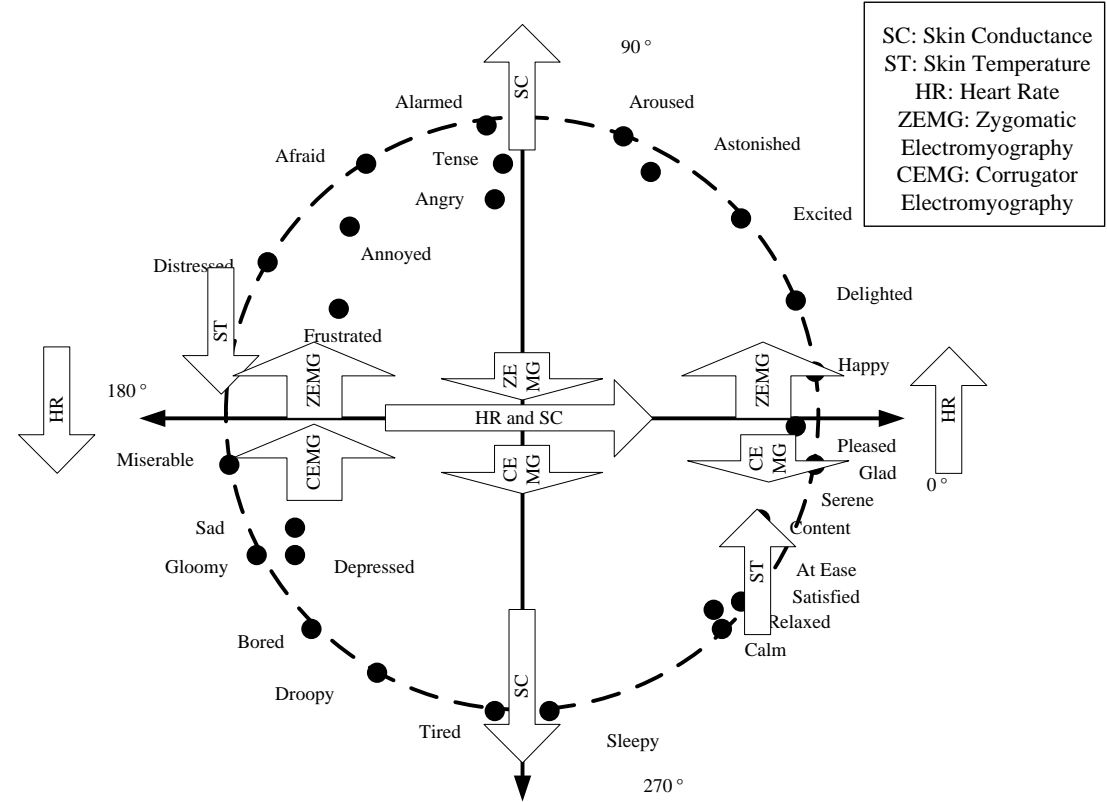 SC: Skin Conductance
ST: Skin Temperature
HR: Heart Rate
ZEMG: Zygomatic
Electromyography
CEMG: Corrugator
Electromyography
90 °
SC
Alarmed
Aroused
Astonished
Afraid
Tense
Angry
Excited
Annoyed
Distressed
Delighted
ST
Frustrated
Happy
HR
180 °
ZEMG
ZE
MG
ZEMG
HR
HR and SC
Miserable
CEMG
CE
MG
CE
MG
Pleased
Glad
0 °
Serene
Sad
Content
Gloomy
Depressed
ST
At Ease
Satisfied
Relaxed
Bored
Calm
Droopy
SC
Tired
Sleepy
270 °